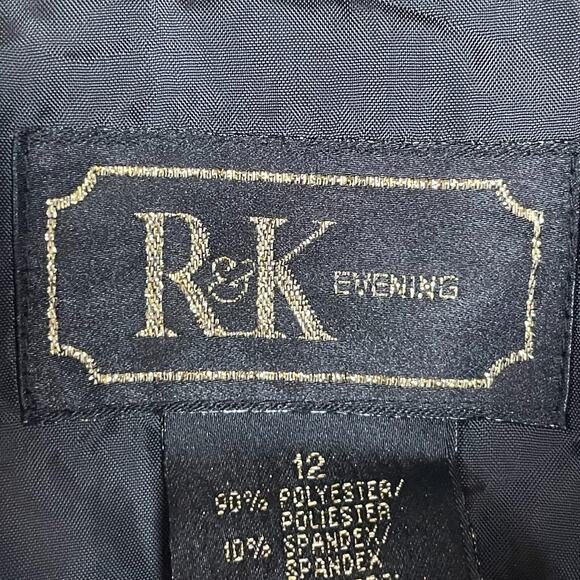 R&K EVENING
12
90% POLYESTER/
POLIESTER
10% SPANDEX/
SPANDEX